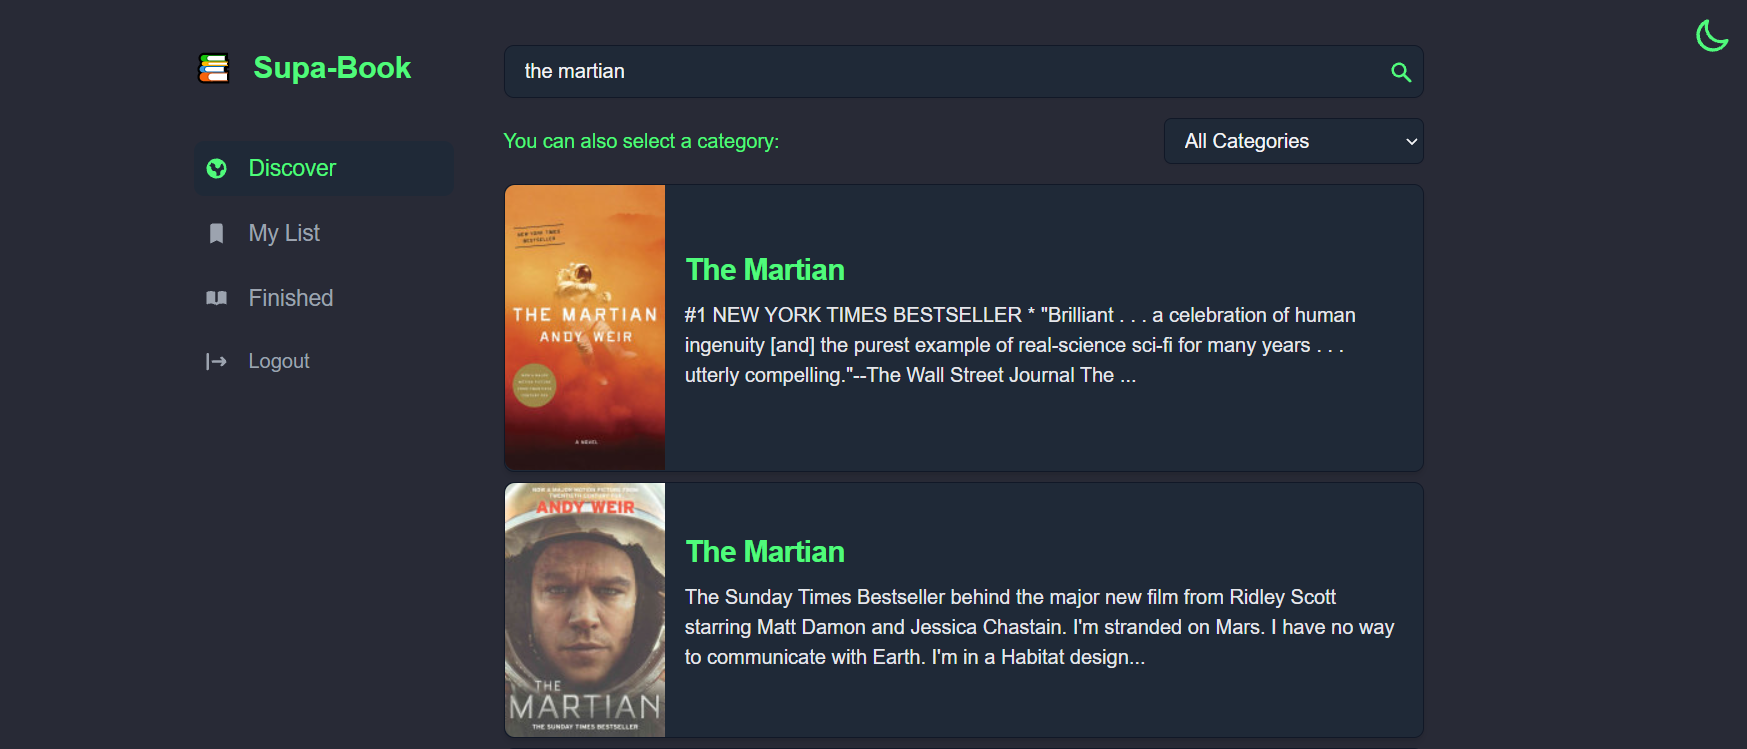 Supa-Book
the martian
You can also select a category:
All Categories
Discover
My List
Finished
Logout
NEW YORK TIMES
BESTSELLER
THE MARTIAN
ANDY WEIR
A NOVEL
The Martian
#1 NEW YORK TIMES BESTSELLER * "Brilliant . . . a celebration of human
ingenuity [and] the purest example of real-science sci-fi for many years . . .
utterly compelling."--The Wall Street Journal The ...
NOW A MAJOR MOTION PICTURE FROM
TWENTIETH CENTURY FOX
ANDY WEIR
THE
MARTIAN
THE SUNDAY TIMES BESTSELLER
The Martian
The Sunday Times Bestseller behind the major new film from Ridley Scott
starring Matt Damon and Jessica Chastain. I'm stranded on Mars. I have no way
to communicate with Earth. I'm in a Habitat design...